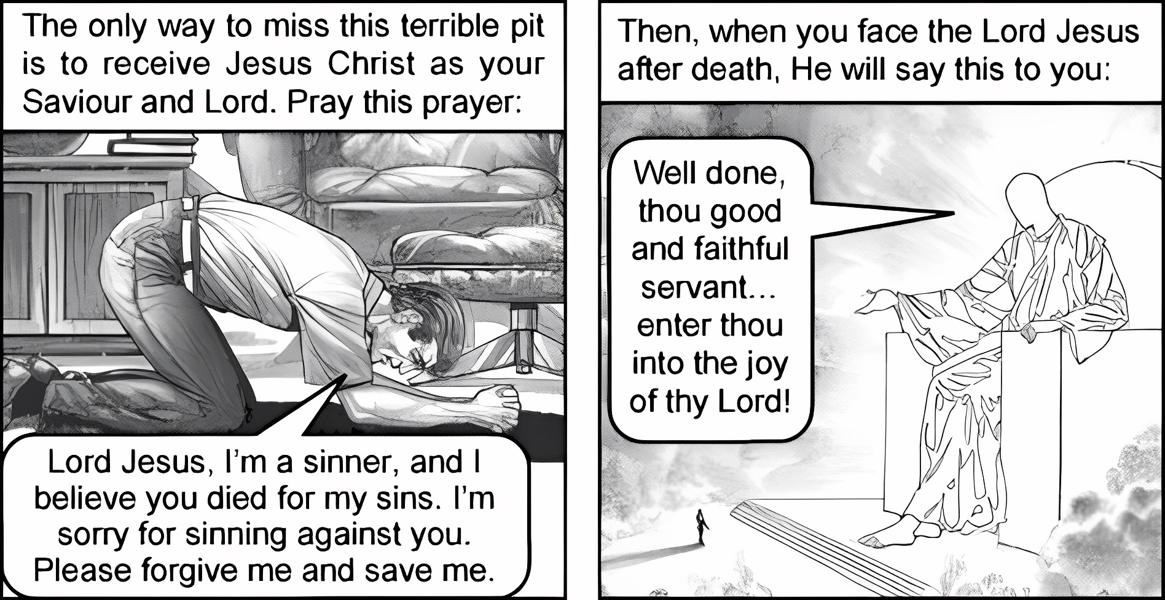 The only way to miss this terrible pit
is to receive Jesus Christ as your
Saviour and Lord. Pray this prayer:
Lord Jesus, I'm a sinner, and I
believe you died for my sins. I'm
sorry for sinning against you.
Please forgive me and save me.
Then, when you face the Lord Jesus
after death, He will say this to you:
Well done,
thou good
and faithful
servant...
enter thou
into the joy
of thy Lord!